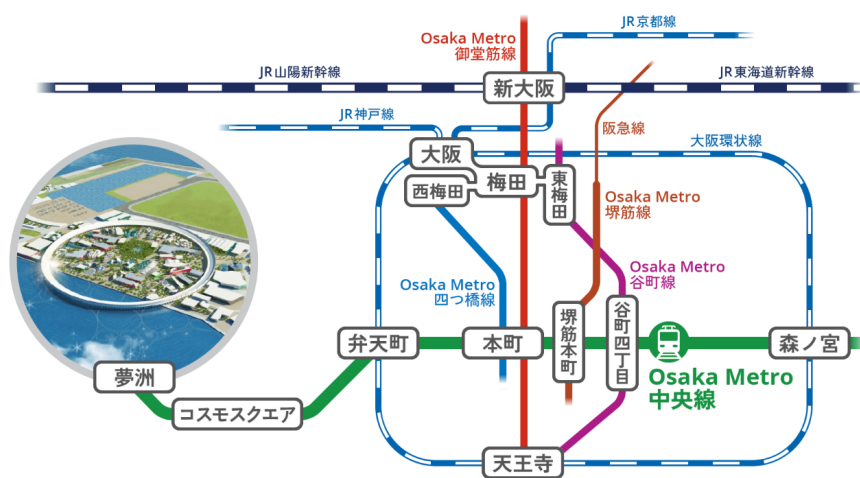 JR京都線
Osaka Metro
御堂筋線
JR山陽新幹線
JR東海道新幹線
新大阪
JR神戸線
阪急線
大阪環状線
大阪
梅田
西梅田
東梅田
Osaka Metro
堺筋線
Osaka Metro
谷町線
Osaka Metro
四つ橋線
弁天町
本町
堺筋本町
谷町四丁目
森ノ宮
Osaka Metro
中央線
夢洲
コスモスクエア
天王寺